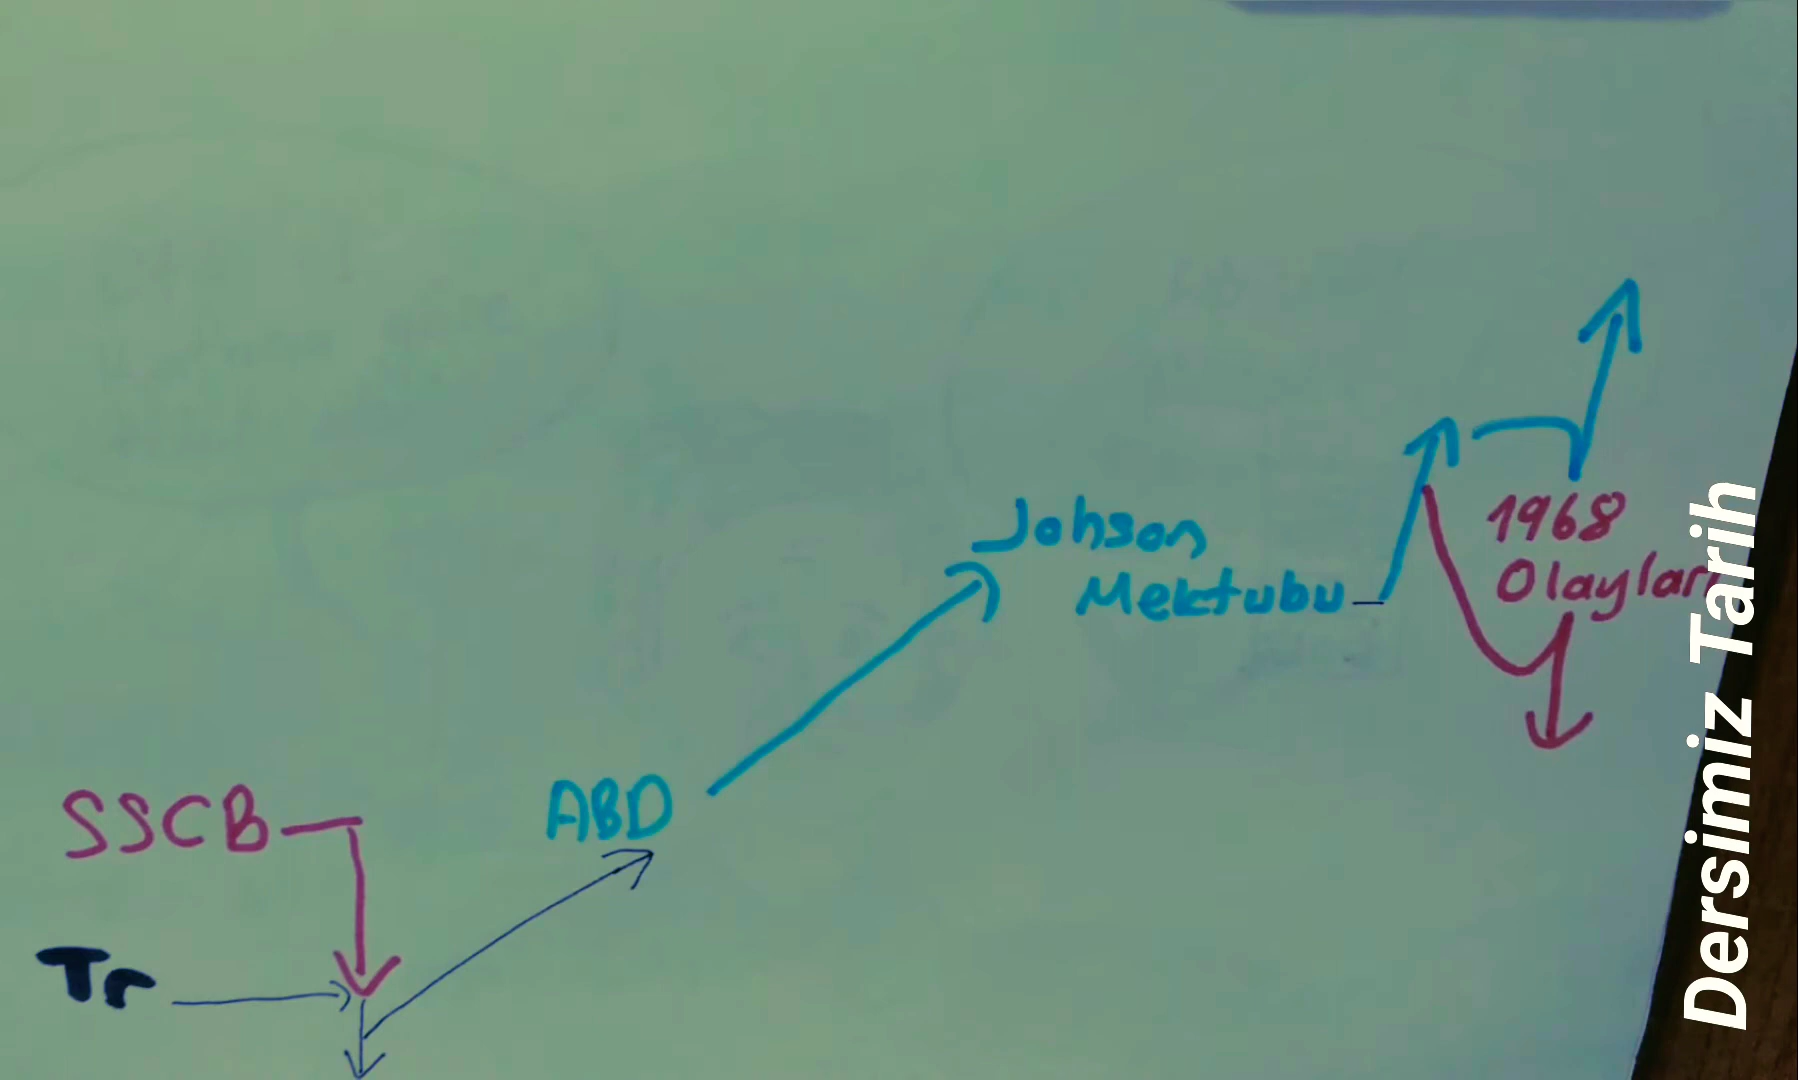 Johson
Mektubu
1968
Olayları
ABD
SSCB
Tr
Dersimiz Tarih